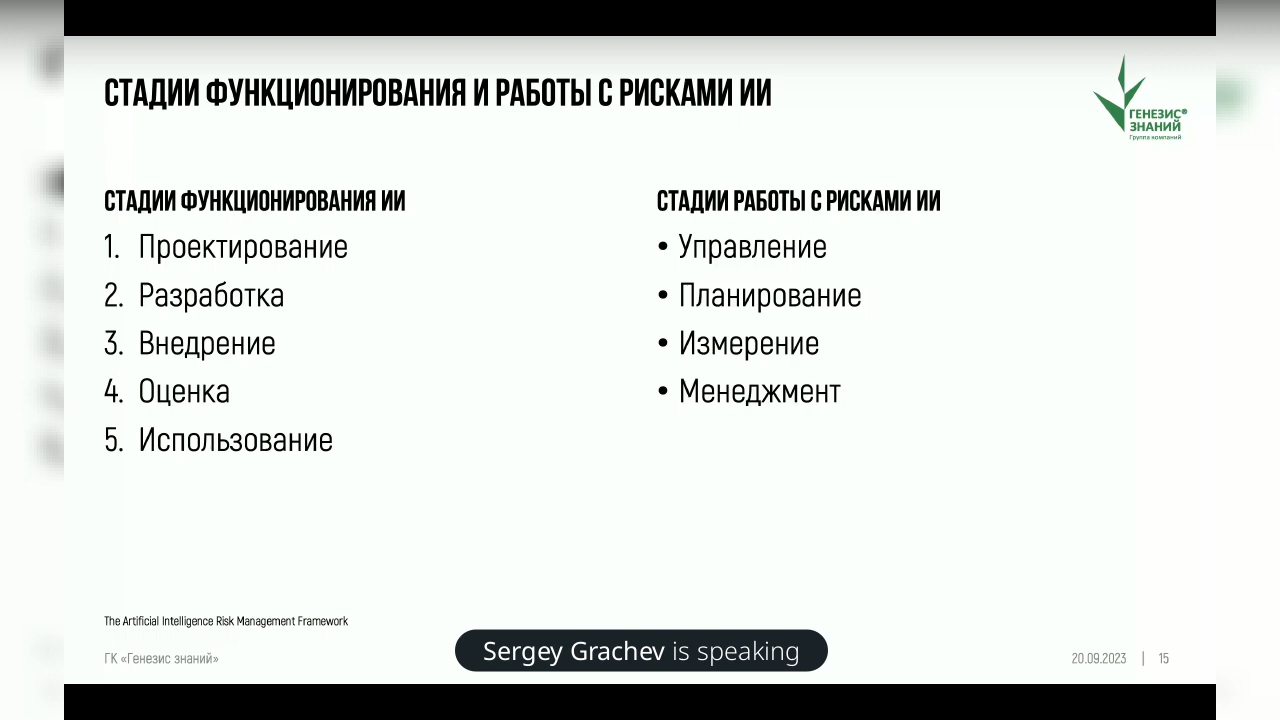 СТАДИИ ФУНКЦИОНИРОВАНИЯ И РАБОТЫ С РИСКАМИ ИИ
ГЕНЕЗИС®
ЗНАНИЙ
Группа компаний
СТАДИИ ФУНКЦИОНИРОВАНИЯ ИИ
1. Проектирование
2. Разработка
3. Внедрение
4. Оценка
5. Использование
СТАДИИ РАБОТЫ С РИСКАМИ ИИ
• Управление
• Планирование
• Измерение
• Менеджмент
The Artificial Intelligence Risk Management Framework
ГК «Генезис знаний»
Sergey Grachev is speaking
20.09.2023 | 15